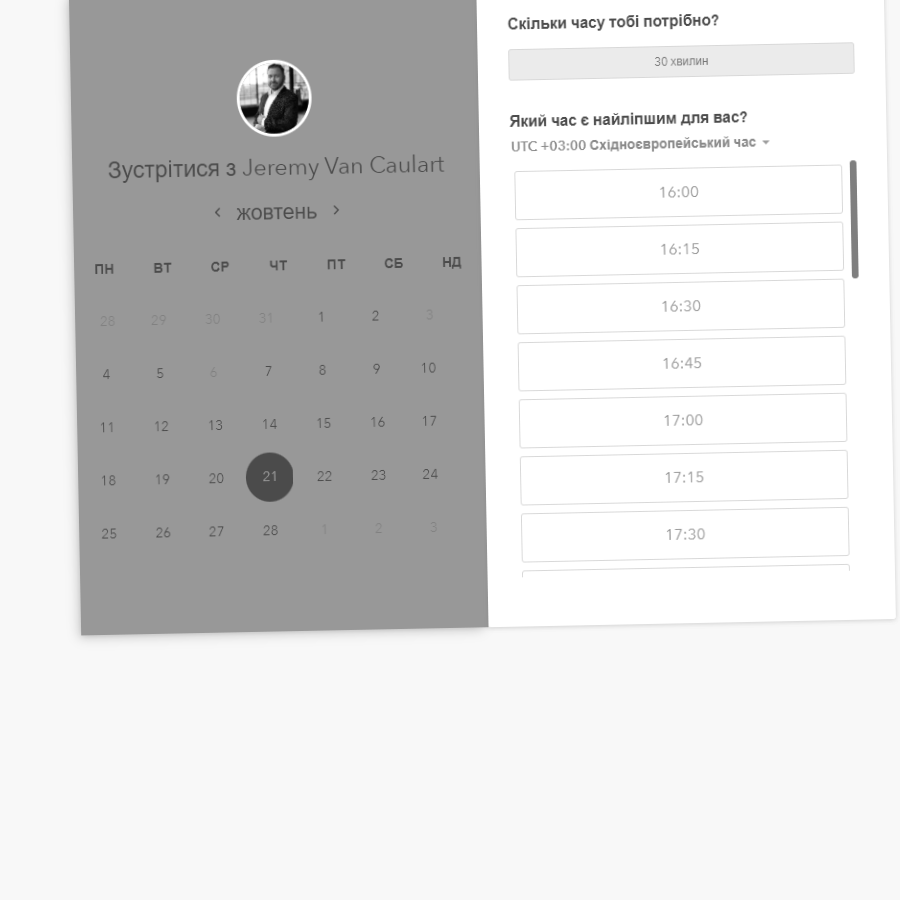 Зустрітися з Jeremy Van Caulart
‹ жовтень ›
ПН ВТ СР ЧТ ПТ СБ НД
28 29 30 31 1 2 3
4 5 6 7 8 9 10
11 12 13 14 15 16 17
18 19 20 21 22 23 24
25 26 27 28 1 2 3
Скільки часу тобі потрібно?
30 хвилин
Який час є найліпшим для вас?
UTC +03:00 Східноєвропейський час
16:00
16:15
16:30
16:45
17:00
17:15
17:30